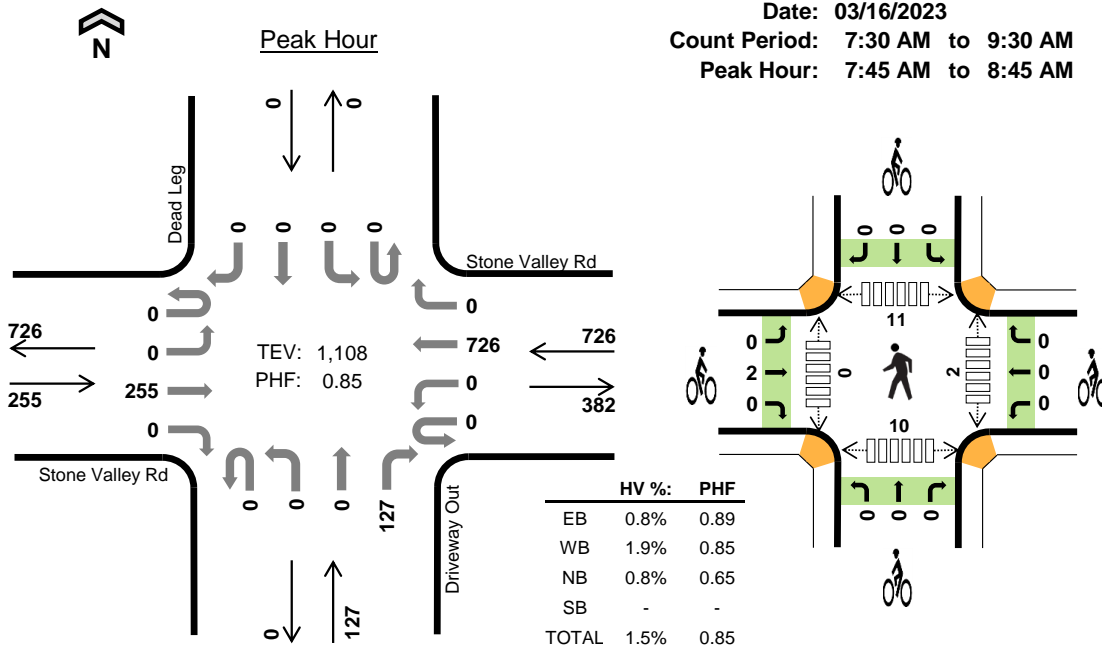 N
Peak Hour
Date: 03/16/2023
Count Period: 7:30 AM to 9:30 AM
Peak Hour: 7:45 AM to 8:45 AM
0 0
Dead Leg
0 0 0 0
Stone Valley Rd
0
0
726
255
0
0
255
0
TEV: 1,108
PHF: 0.85
0
726
0
0
726
382
Stone Valley Rd
0 0 0 127
Driveway Out
0 127
HV %: PHF
EB 0.8% 0.89
WB 1.9% 0.85
NB 0.8% 0.65
SB - -
TOTAL 1.5% 0.85
0 0 0
11
0
2
0
0
2
0
0
0
10
0 0 0